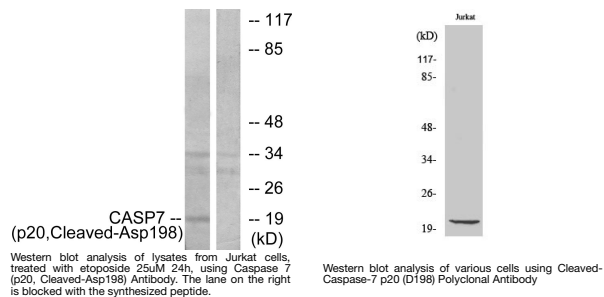 -- 117
-- 85
-- 48
-- 34
-- 26
CASP7 --
-- 19
(p20,Cleaved-Asp198)
(kD)
Western blot analysis of lysates from Jurkat cells,
treated with etoposide 25uM 24h, using Caspase 7
(p20, Cleaved-Asp198) Antibody. The lane on the right
is blocked with the synthesized peptide.
Jurkat
(kD)
117-
85-
48-
34-
26-
19-
Western blot analysis of various cells using Cleaved-
Caspase-7 p20 (D198) Polyclonal Antibody